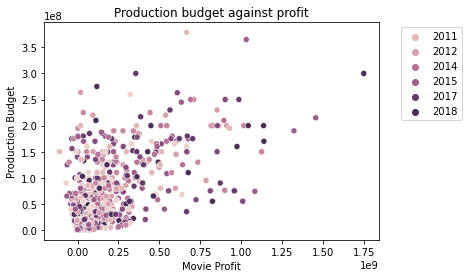 Production budget against profit
1e8
3.5
3.0
2.5
2.0
1.5
1.0
0.5
0.0
Production Budget
0.00 0.25 0.50 0.75 1.00 1.25 1.50 1.75
1e9
Movie Profit
2011
2012
2014
2015
2017
2018